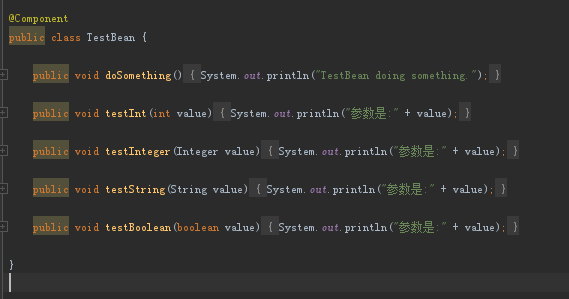 @Component
public class TestBean {
public void doSomething() { System.out.println("TestBean doing something."); }
public void testInt(int value) { System.out.println("参数是:" + value); }
public void testInteger(Integer value) { System.out.println("参数是:" + value); }
public void testString(String value) { System.out.println("参数是:" + value); }
public void testBoolean(boolean value) { System.out.println("参数是:" + value); }
}